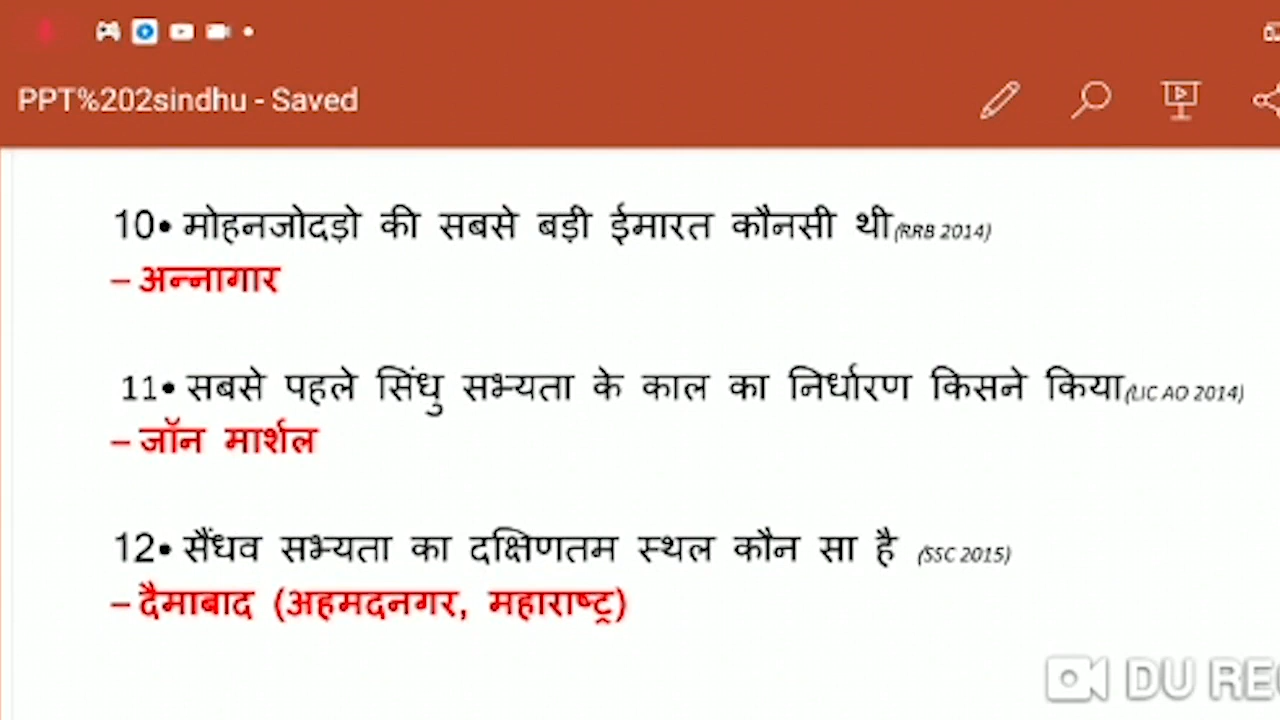 PPT%202sindhu - Saved
10• मोहनजोदड़ो की सबसे बड़ी ईमारत कौनसी थी(RRB 2014)
– अन्नागार
11• सबसे पहले सिंधु सभ्यता के काल का निर्धारण किसने किया(LIC AO 2014)
– जॉन मार्शल
12• सैंधव सभ्यता का दक्षिणतम स्थल कौन सा है (SSC 2015)
– दैमाबाद (अहमदनगर, महाराष्ट्र)
DU REC